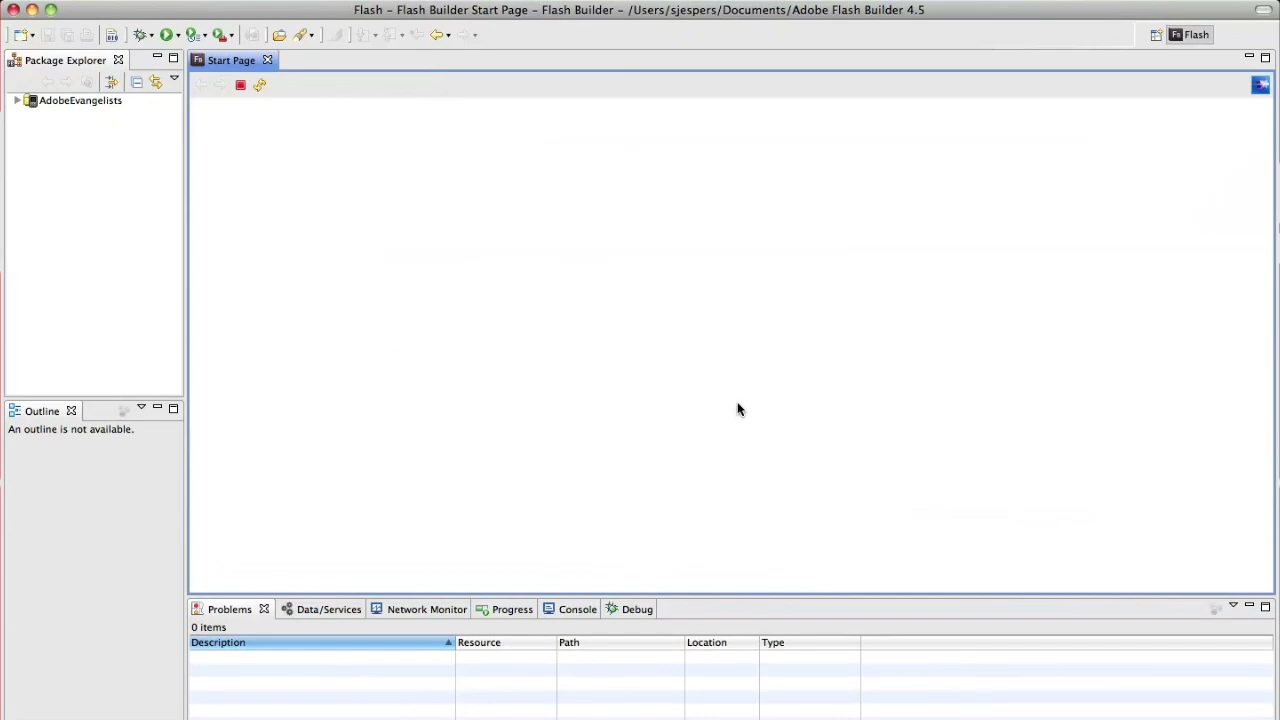 Flash - Flash Builder Start Page - Flash Builder - /Users/sjespers/Documents/Adobe Flash Builder 4.5
Fb Flash
Package Explorer
Fb Start Page
AdobeEvangelists
Outline
An outline is not available.
Problems Data/Services Network Monitor Progress Console Debug
0 items
Description Resource Path Location Type